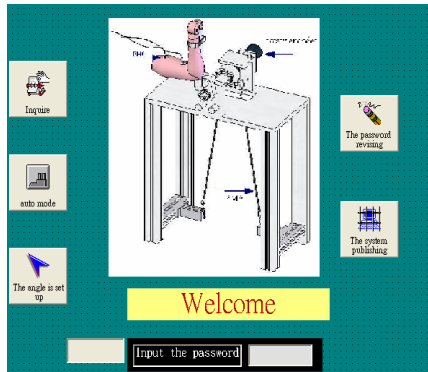 Inquire
auto mode
The angle is set
up
The password
revising
The system
publishing
Welcome
Input the password